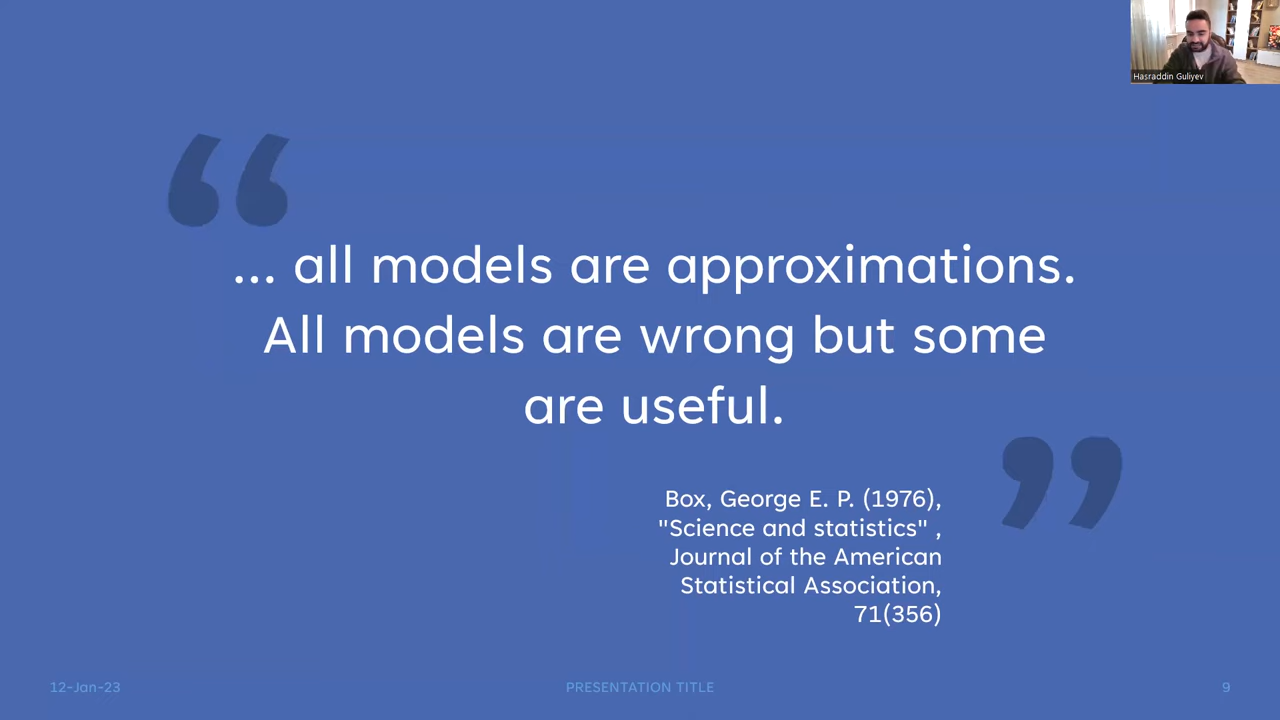 Hasraddin Guliyev
“
... all models are approximations.
All models are wrong but some
are useful.
”
Box, George E. P. (1976),
"Science and statistics" ,
Journal of the American
Statistical Association,
71(356)
12-Jan-23
PRESENTATION TITLE
9